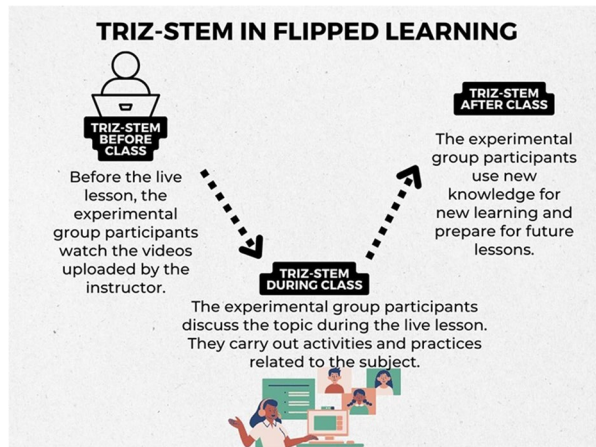 TRIZ-STEM IN FLIPPED LEARNING
TRIZ-STEM
BEFORE
CLASS
Before the live
lesson, the
experimental
group participants
watch the videos
uploaded by the
instructor.
TRIZ-STEM
DURING CLASS
The experimental group participants
discuss the topic during the live lesson.
They carry out activities and practices
related to the subject.
TRIZ-STEM
AFTER CLASS
The experimental
group participants
use new
knowledge for
new learning and
prepare for future
lessons.